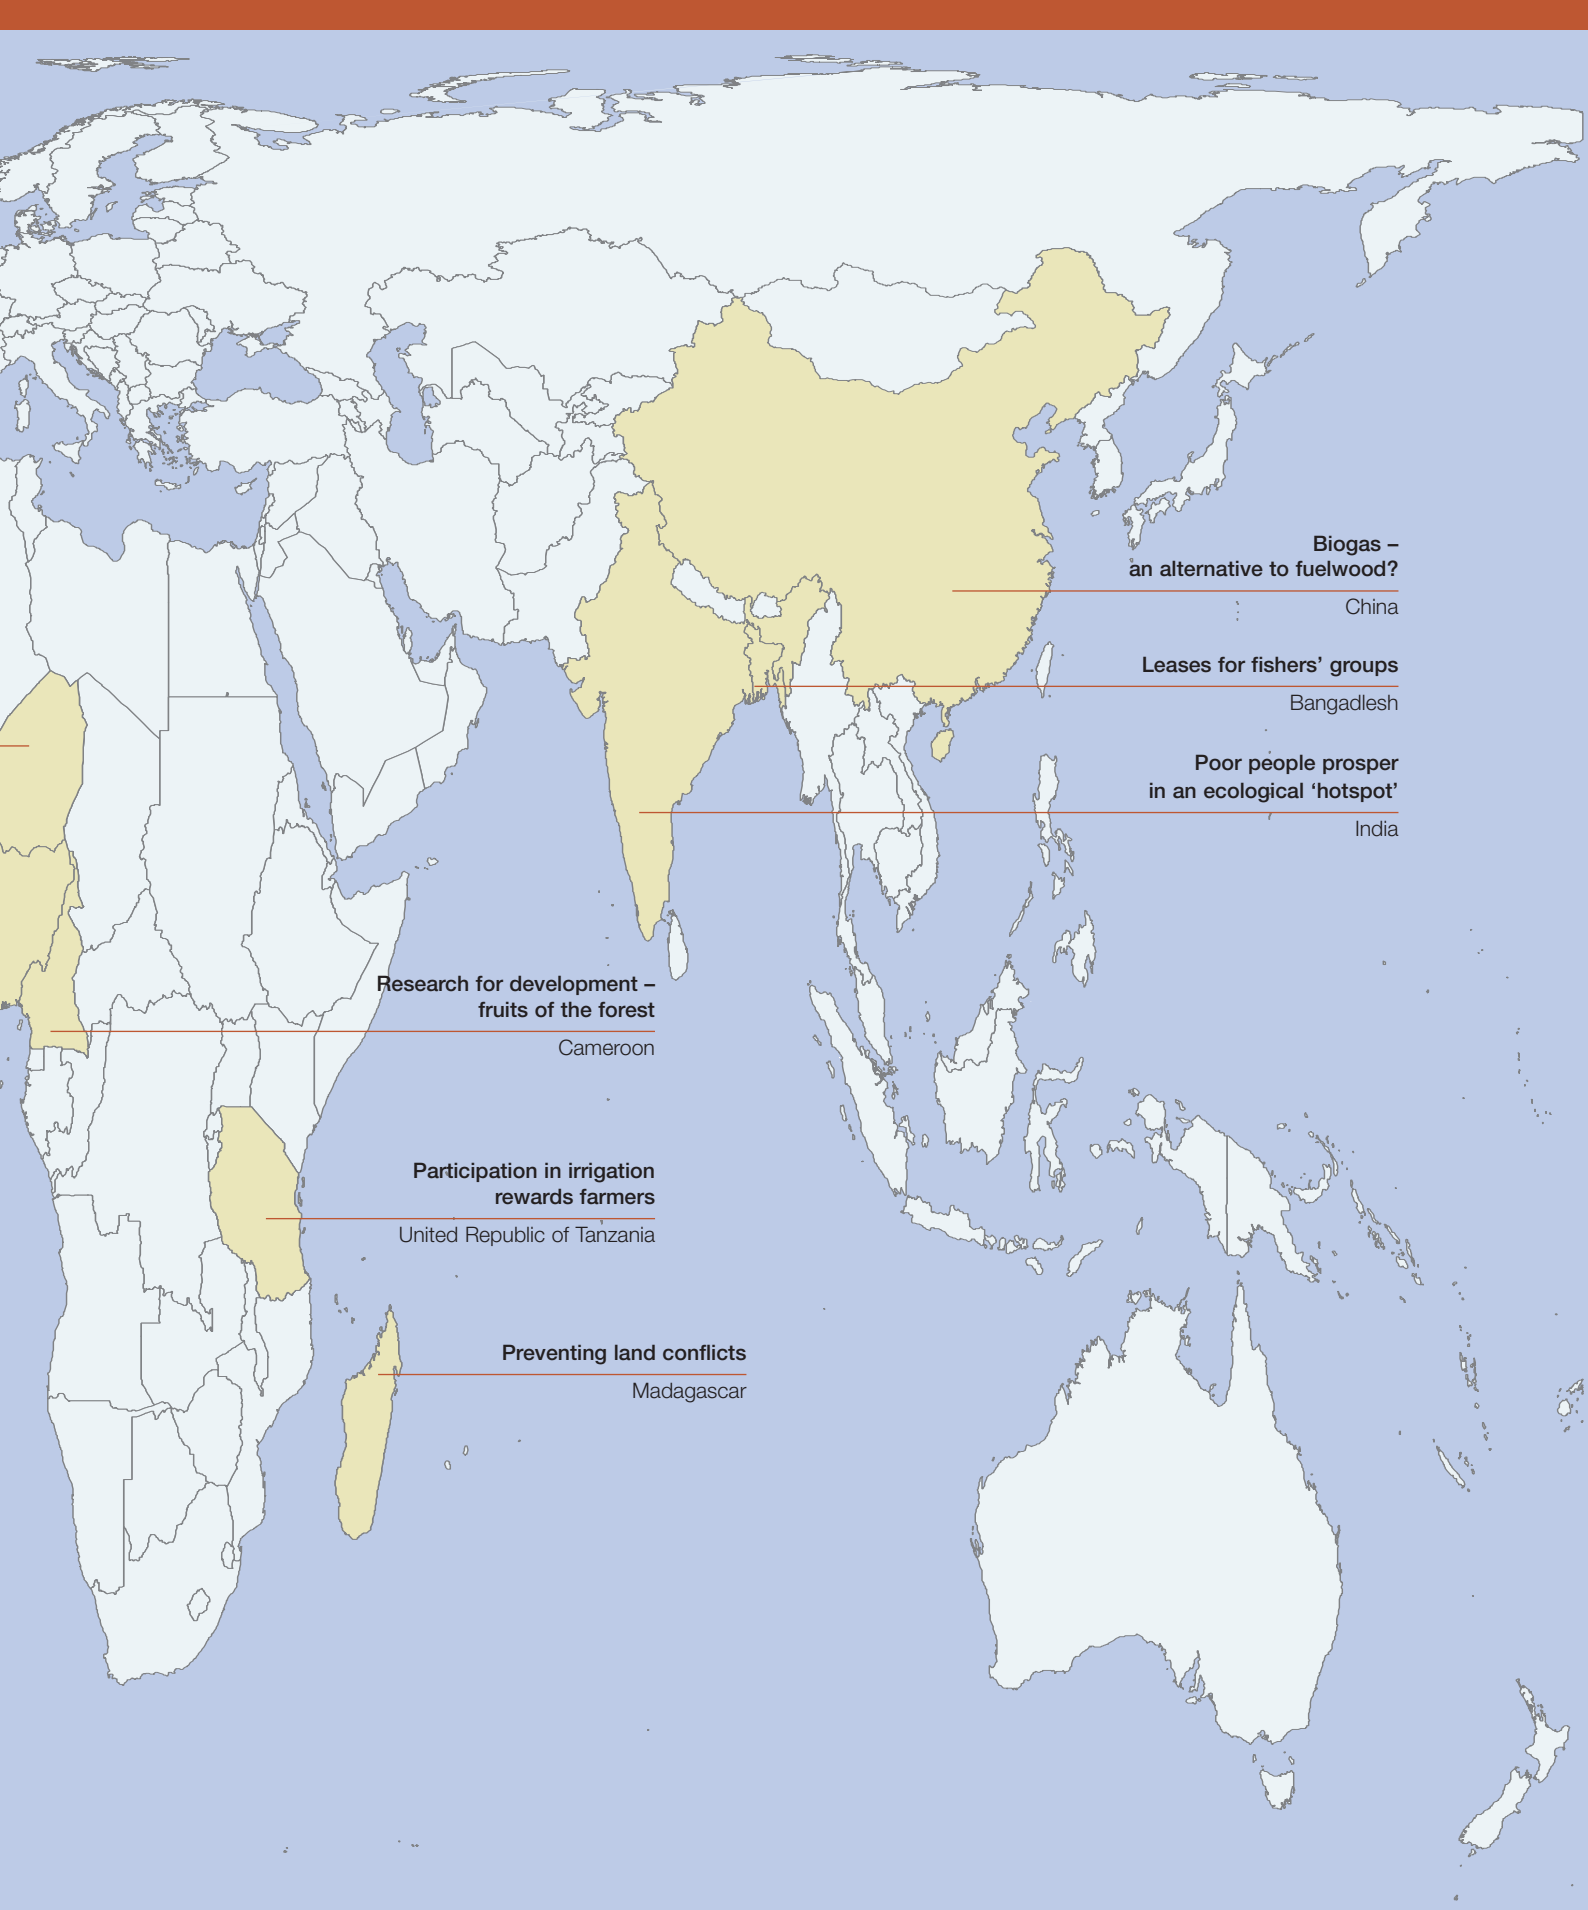 Biogas –
an alternative to fuelwood?
China
Leases for fishers’ groups
Bangadlesh
Poor people prosper
in an ecological ‘hotspot’
India
Research for development –
fruits of the forest
Cameroon
Participation in irrigation
rewards farmers
United Republic of Tanzania
Preventing land conflicts
Madagascar